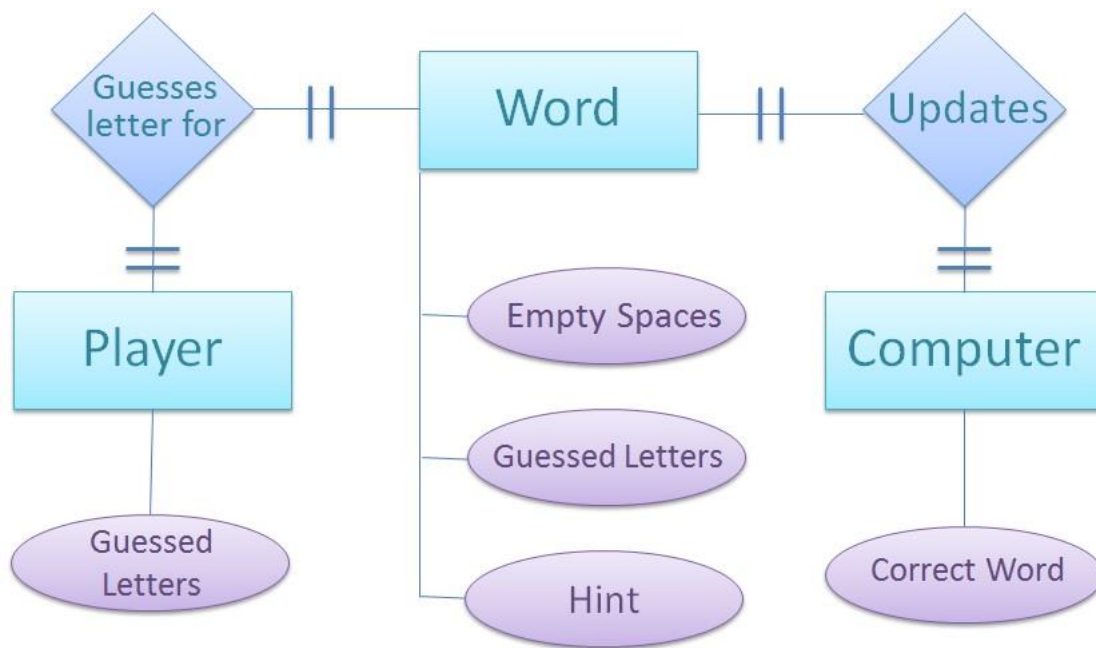 Guesses
letter for
Word
Updates
Player
Empty Spaces
Computer
Guessed Letters
Guessed
Letters
Hint
Correct Word